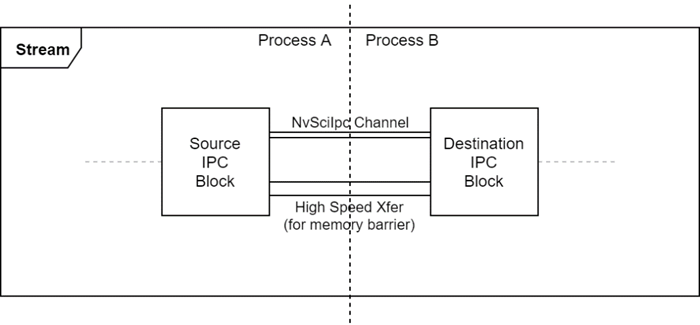 Process A
Process B
Stream
NvSciIpc Channel
Source
IPC
Block
Destination
IPC
Block
High Speed Xfer
(for memory barrier)